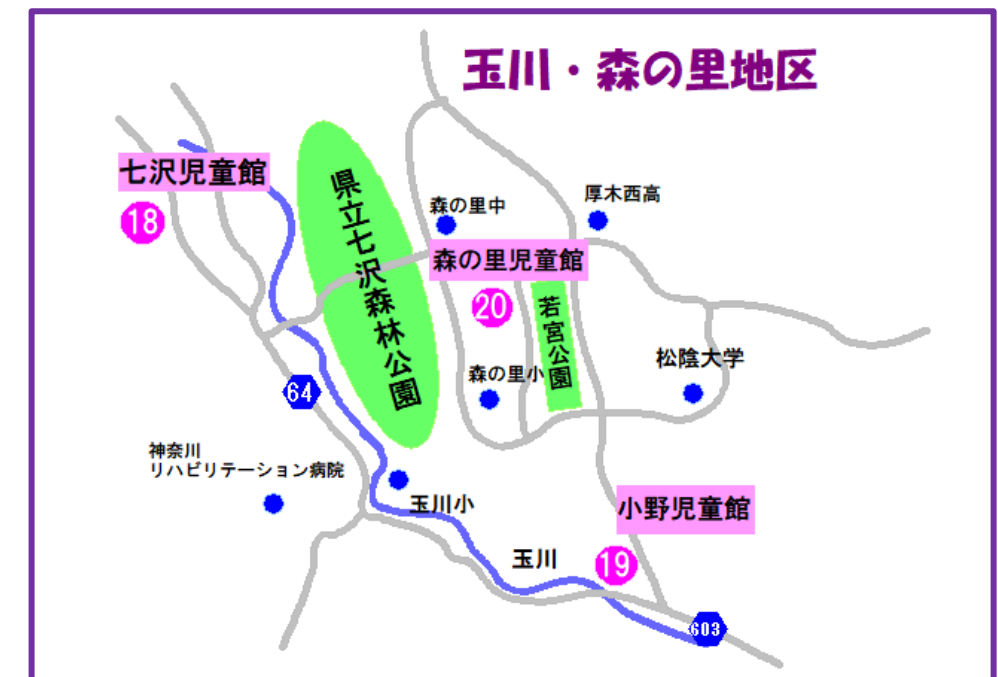 玉川・森の里地区
七沢児童館
18
県立七沢森林公園
森の里中
厚木西高
森の里児童館
20
若宮公園
森の里小
松陰大学
64
神奈川
リハビリテーション病院
玉川小
小野児童館
19
玉川
603